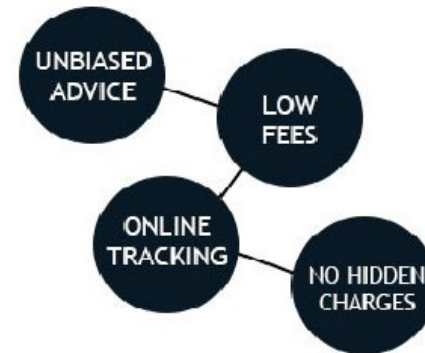 UNBIASED
ADVICE
LOW
FEES
ONLINE
TRACKING
NO HIDDEN
CHARGES